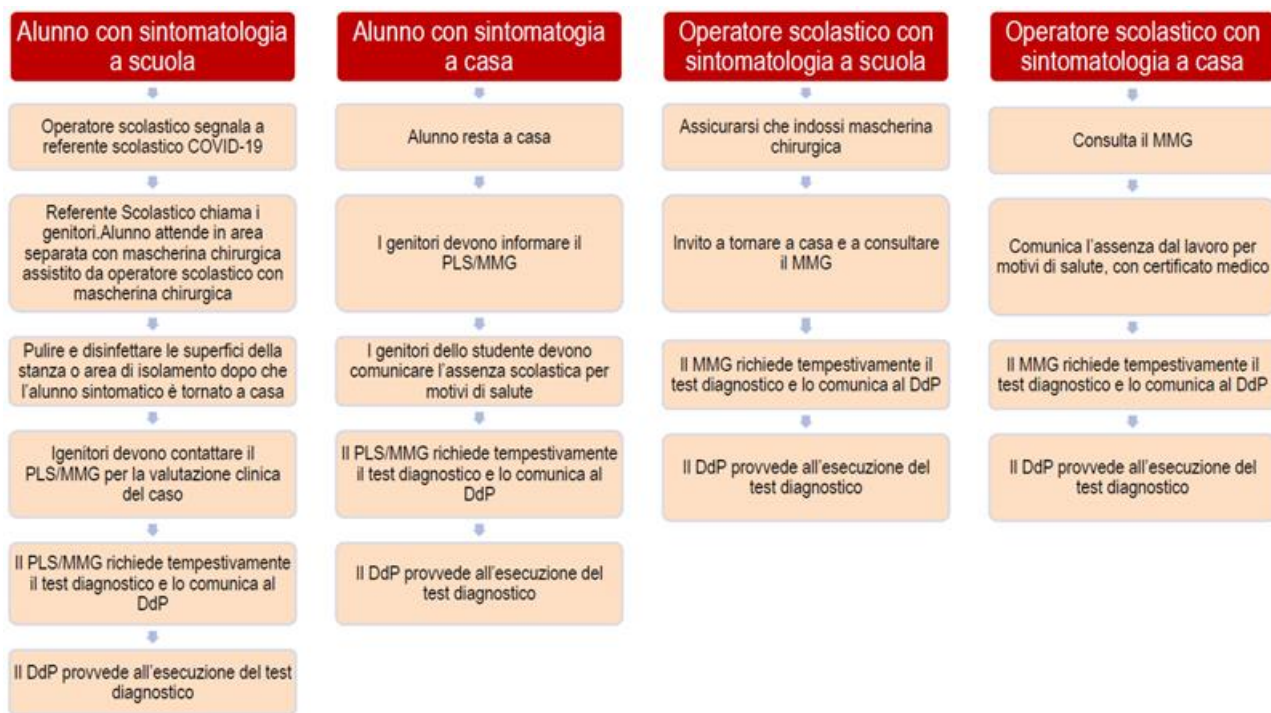 Alunno con sintomatologia
a scuola
Operatore scolastico segnala a
referente scolastico COVID-19
Referente Scolastico chiama i
genitori.Alunno attende in area
separata con mascherina chirurgica
assistito da operatore scolastico con
mascherina chirurgica
Pulire e disinfettare le superfici della
stanza o area di isolamento dopo che
l'alunno sintomatico è tornato a casa
Igenitori devono contattare il
PLS/MMG per la valutazione clinica
del caso
Il PLS/MMG richiede tempestivamente
il test diagnostico e lo comunica al
DdP
Il DdP provvede all'esecuzione del test
diagnostico
Alunno con sintomatogia
a casa
Alunno resta a casa
I genitori devono informare il
PLS/MMG
I genitori dello studente devono
comunicare l'assenza scolastica per
motivi di salute
Il PLS/MMG richiede tempestivamente
il test diagnostico e lo comunica al
DdP
Il DdP provvede all'esecuzione del
test diagnostico
Operatore scolastico con
sintomatologia a scuola
Assicurarsi che indossi mascherina
chirurgica
Invito a tornare a casa e a consultare
il MMG
Il MMG richiede tempestivamente il
test diagnostico e lo comunica al DdP
Il DdP provvede all'esecuzione del
test diagnostico
Operatore scolastico con
sintomatologia a casa
Consulta il MMG
Comunica l'assenza dal lavoro per
motivi di salute, con certificato medico
Il MMG richiede tempestivamente il
test diagnostico e lo comunica al DdP
Il DdP provvede all'esecuzione del
test diagnostico